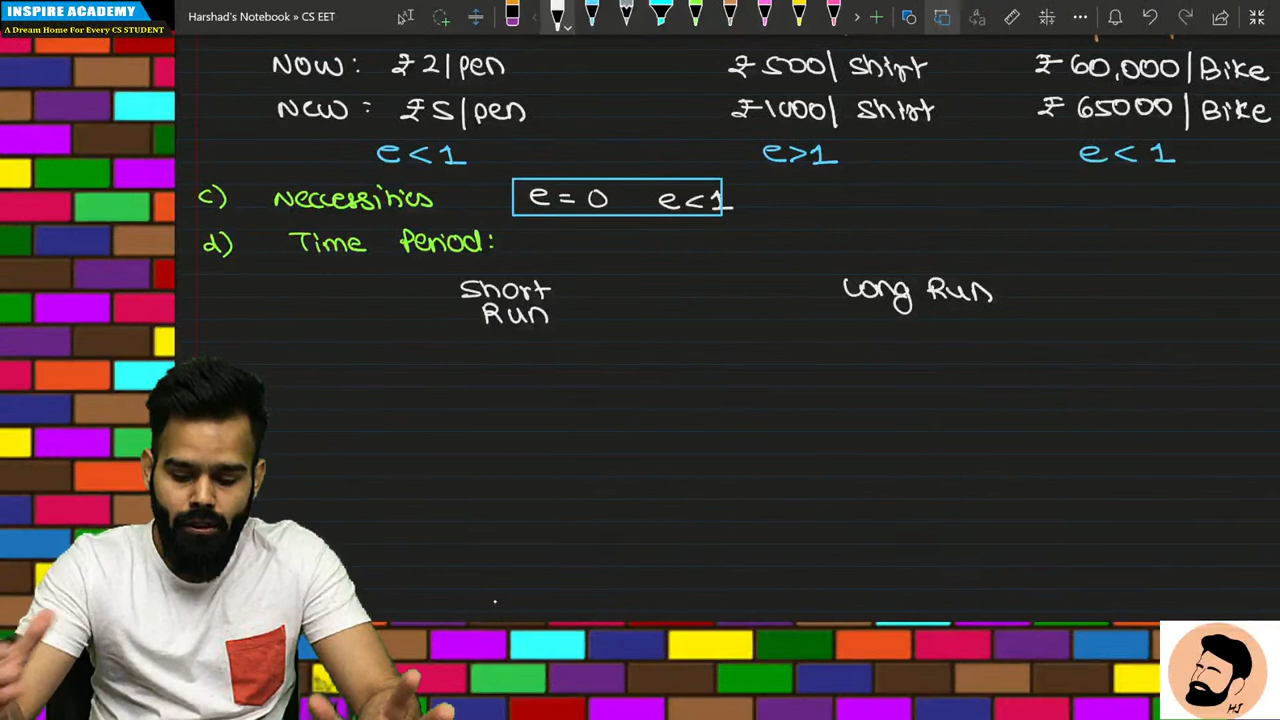 INSPIRE ACADEMY
A Dream Home For Every CS STUDENT
Harshad's Notebook » CS EET
Now: ₹2/pen ₹500/ Shirt ₹60,000/Bike
New: ₹5/pen ₹1000/ Shirt ₹65000/Bike
e<1 e>1 e<1
c) Neccessities e=0 e<1
d) Time Period:
Short Run Long Run
HS